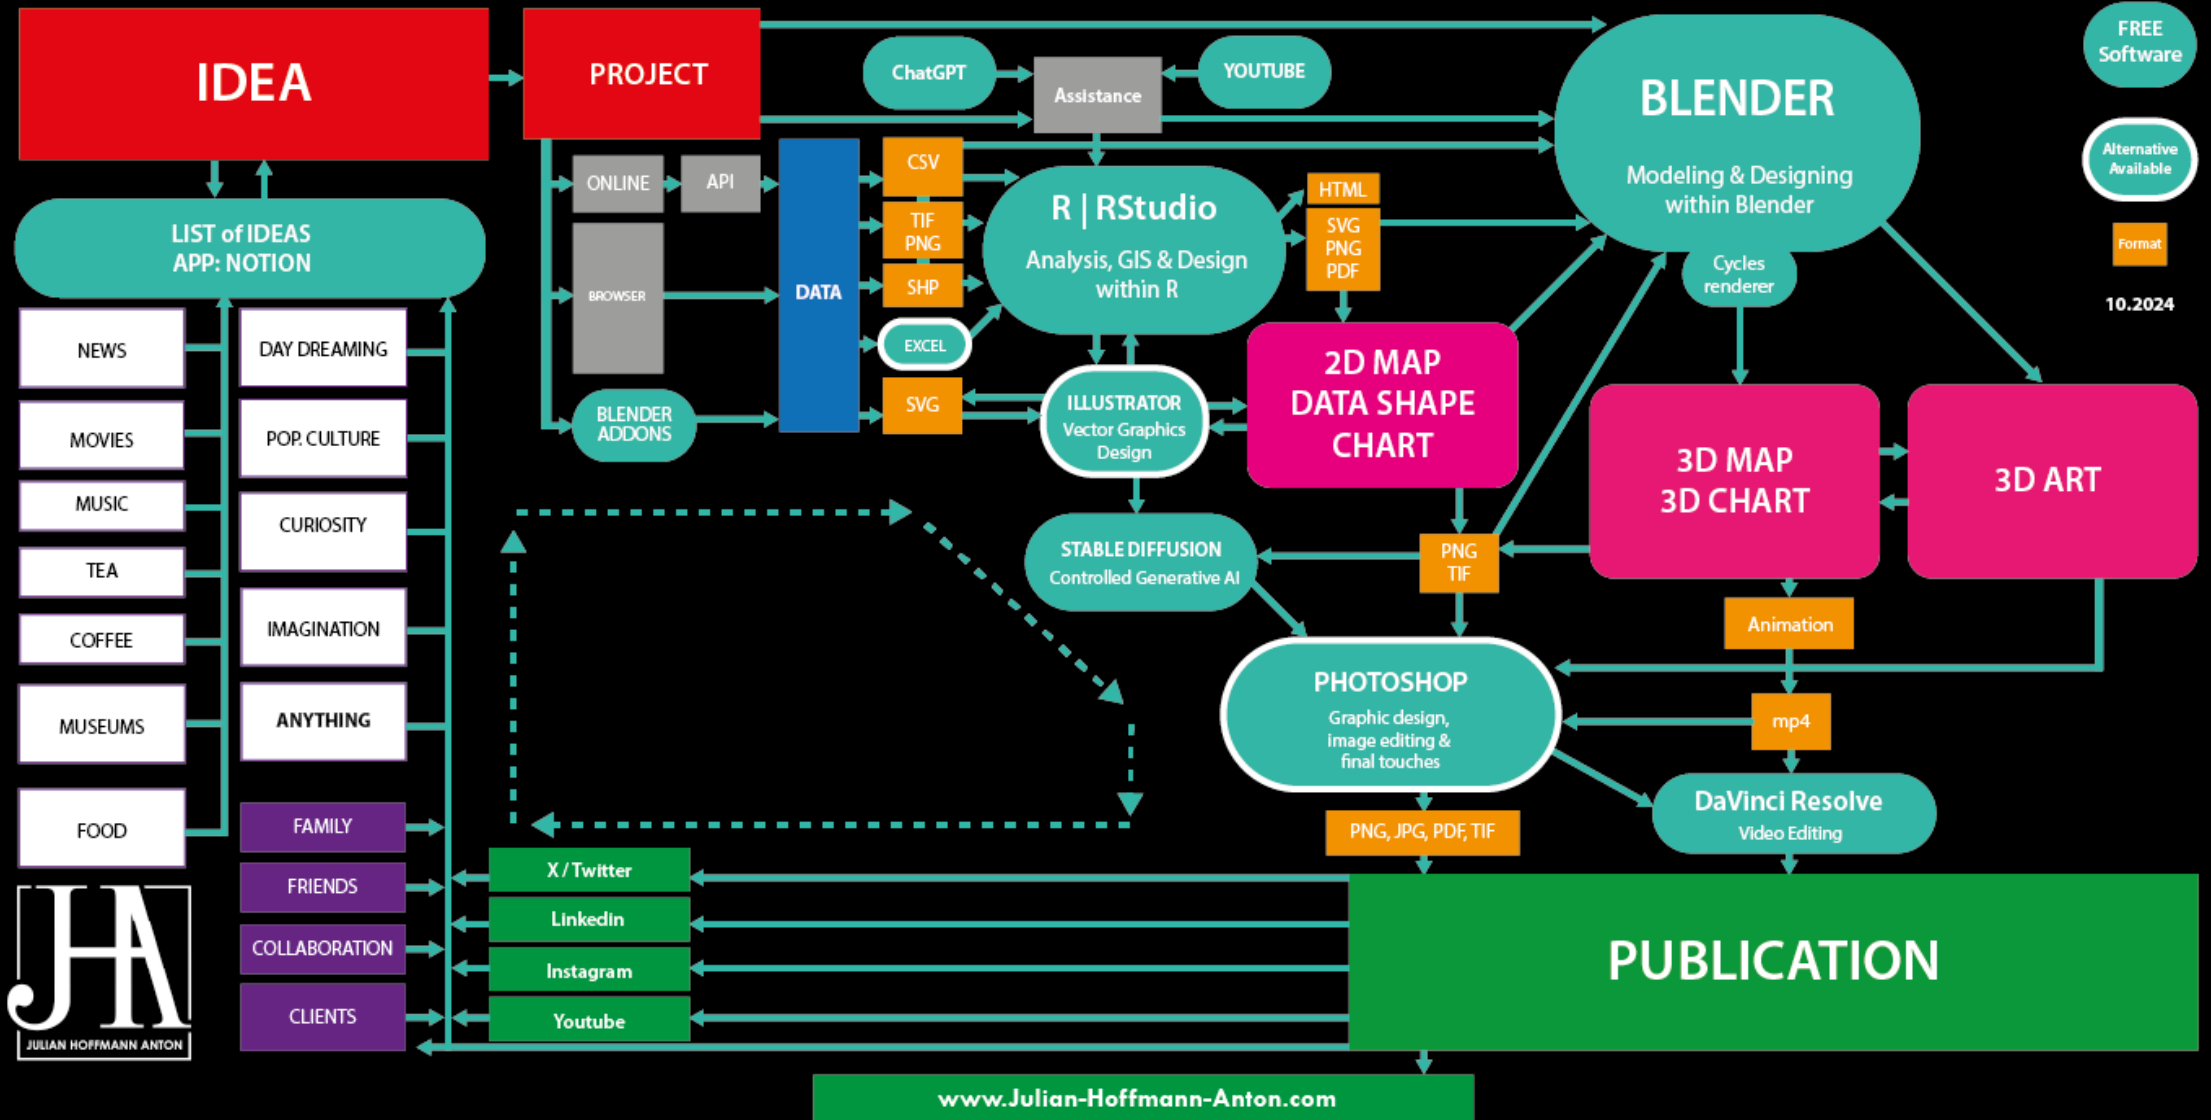 IDEA
PROJECT
ChatGPT
Assistance
YOUTUBE
BLENDER
Modeling & Designing
within Blender
Cycles
renderer
FREE
Software
Alternative
Available
Format
10.2024
LIST of IDEAS
APP: NOTION
ONLINE
API
BROWSER
BLENDER
ADDONS
DATA
CSV
TIF
PNG
SHP
EXCEL
SVG
R | RStudio
Analysis, GIS & Design
within R
HTML
SVG
PNG
PDF
ILLUSTRATOR
Vector Graphics
Design
2D MAP
DATA SHAPE
CHART
3D MAP
3D CHART
3D ART
NEWS
MOVIES
MUSIC
TEA
COFFEE
MUSEUMS
FOOD
DAY DREAMING
POP. CULTURE
CURIOSITY
IMAGINATION
ANYTHING
FAMILY
FRIENDS
COLLABORATION
CLIENTS
STABLE DIFFUSION
Controlled Generative AI
PNG
TIF
Animation
mp4
PHOTOSHOP
Graphic design,
image editing &
final touches
DaVinci Resolve
Video Editing
PNG, JPG, PDF, TIF
X / Twitter
Linkedin
Instagram
Youtube
PUBLICATION
JHA
JULIAN HOFFMANN ANTON
www.Julian-Hoffmann-Anton.com